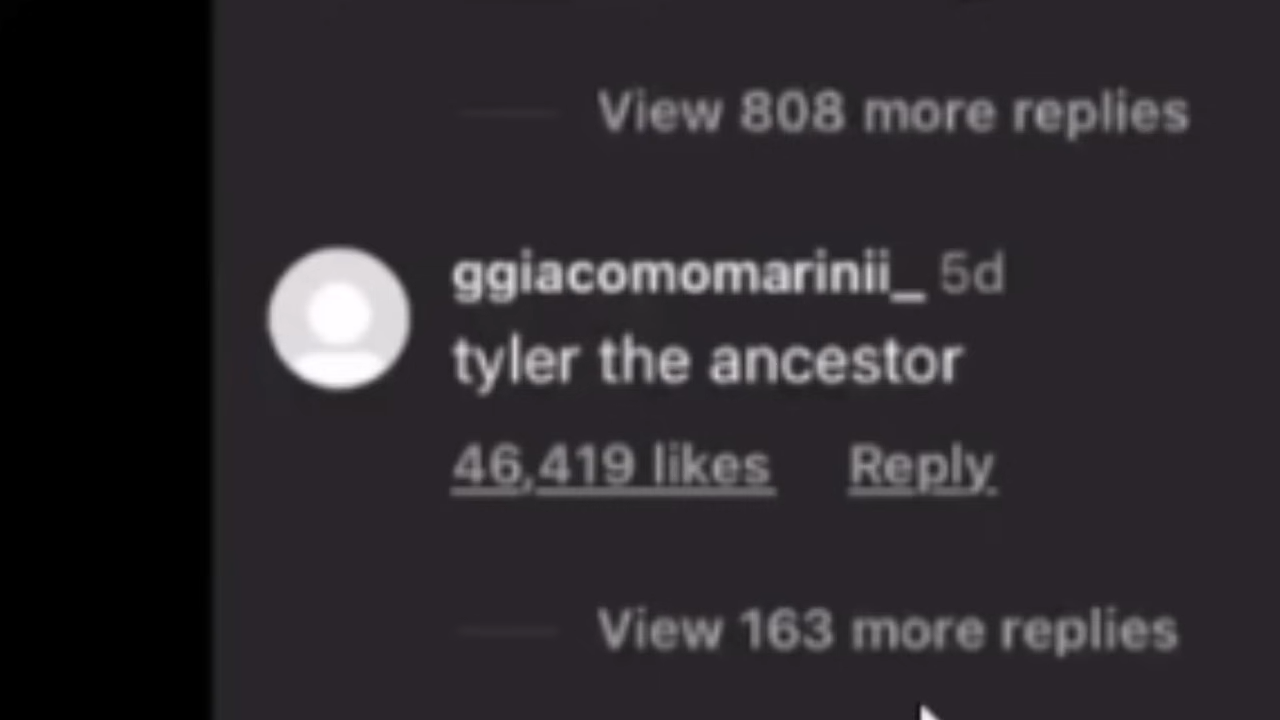 View 808 more replies
ggiacomomarinii_ 5d
tyler the ancestor
46,419 likes Reply
View 163 more replies